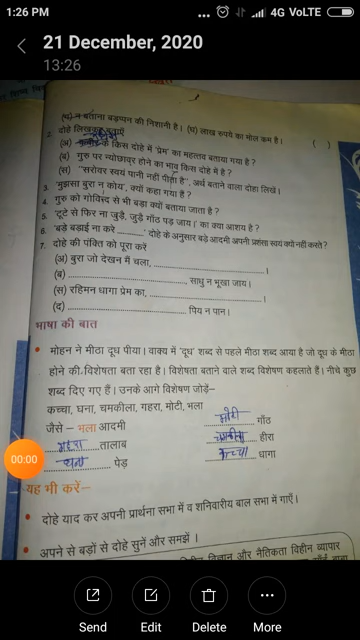 1:26 PM
... 4G VoLTE
21 December, 2020
13:26
(घ) न बताना बड़प्पन की निशानी है। (घ) लाख रुपये का मोल कम है। ( )
2. दोहे लिखकर बताएँ
(अ) के किस दोहे में 'प्रेम' का महत्त्व बताया गया है?
(ब) गुरु पर न्योछावर होने का भाव किस दोहे में है?
(स) "सरोवर स्वयं पानी नहीं पीता है", अर्थ बताने वाला दोहा लिखें।
3. 'मुझसा बुरा न कोय', क्यों कहा गया है?
4. गुरु को गोविन्द से भी बड़ा क्यों बताया जाता है?
5. 'टूटे से फिर ना जुड़े, जुड़े गाँठ पड़ जाय।' का क्या आशय है?
6. 'बड़े बड़ाई ना करे ..........' दोहे के अनुसार बड़े आदमी अपनी प्रशंसा स्वयं क्यों नहीं करते?
7. दोहे की पंक्ति को पूरा करें
(अ) बुरा जो देखन मैं चला, ..........।
(ब) .......... साधु न भूखा जाय।
(स) रहिमन धागा प्रेम का, ..........।
(द) .......... पिय न पान।
भाषा की बात
• मोहन ने मीठा दूध पीया। वाक्य में 'दूध' शब्द से पहले मीठा शब्द आया है जो दूध के मीठा
होने की विशेषता बता रहा है। विशेषता बताने वाले शब्द विशेषण कहलाते हैं। नीचे कुछ
शब्द दिए गए हैं। उनके आगे विशेषण जोड़ें–
कच्चा, घना, चमकीला, गहरा, मोटी, भला
जैसे – भला आदमी मोटी गाँठ
गहरा तालाब चमकीला हीरा
घना पेड़ कच्चा धागा
00:00
यह भी करें–
• दोहे याद कर अपनी प्रार्थना सभा में व शनिवारीय बाल सभा में गाएँ।
• अपने से बड़ों से दोहे सुनें और समझें।
विहीन विज्ञान और नैतिकता विहीन व्यापार
Send Edit Delete More